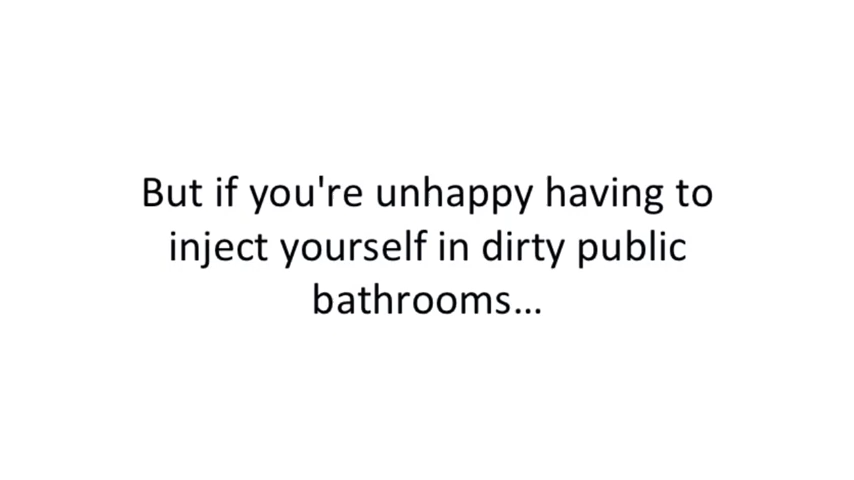 But if you're unhappy having to
inject yourself in dirty public
bathrooms…